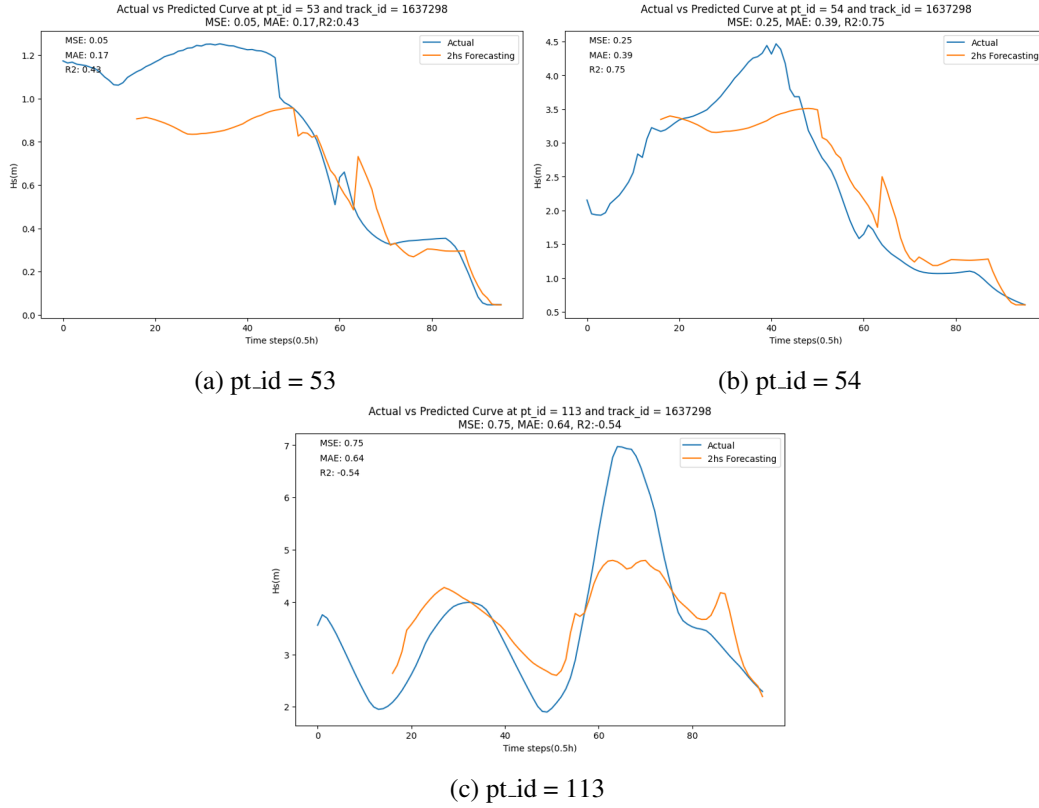 Actual vs Predicted Curve at pt_id = 53 and track_id = 1637298
MSE: 0.05, MAE: 0.17,R2:0.43
MSE: 0.05
MAE: 0.17
R2: 0.43
Actual
2hs Forecasting
Hs(m)
1.2
1.0
0.8
0.6
0.4
0.2
0.0
0
20
40
60
80
Time steps(0.5h)
(a) pt_id = 53
Actual vs Predicted Curve at pt_id = 54 and track_id = 1637298
MSE: 0.25, MAE: 0.39, R2:0.75
MSE: 0.25
MAE: 0.39
R2: 0.75
Actual
2hs Forecasting
Hs(m)
4.5
4.0
3.5
3.0
2.5
2.0
1.5
1.0
0.5
0
20
40
60
80
Time steps(0.5h)
(b) pt_id = 54
Actual vs Predicted Curve at pt_id = 113 and track_id = 1637298
MSE: 0.75, MAE: 0.64, R2:-0.54
MSE: 0.75
MAE: 0.64
R2: -0.54
Actual
2hs Forecasting
Hs(m)
7
6
5
4
3
2
0
20
40
60
80
Time steps(0.5h)
(c) pt_id = 113